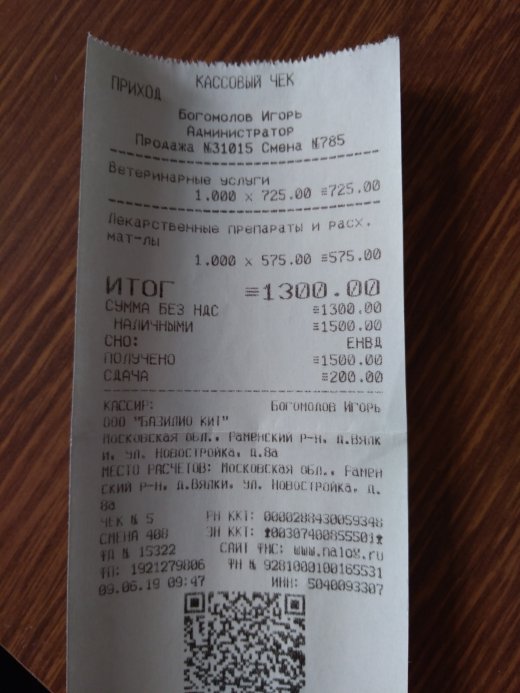 КАССОВЫЙ ЧЕК
ПРИХОД
Богомолов Игорь
Администратор
Продажа №31015 Смена №785
Ветеринарные услуги
1.000 x 725.00 ≡725.00
Лекарственные препараты и расх.
мат-лы
1.000 x 575.00 ≡575.00
ИТОГ ≡1300.00
СУММА БЕЗ НДС ≡1300.00
НАЛИЧНЫМИ ≡1500.00
СНО: ЕНВД
ПОЛУЧЕНО ≡1500.00
СДАЧА ≡200.00
КАССИР: Богомолов Игорь
ООО "БАЗИЛИО КИТ"
Московская обл., Раменский р-н, д.Вялк
и, ул. Новостройка, д.8а
МЕСТО РАСЧЕТОВ: Московская обл., Рамен
ский р-н, д.Вялки, ул. Новостройка, д.
8а
ЧЕК № 5 РН ККТ: 0000288430059348
СМЕНА 408 ЗН ККТ: 00307400855501
ФД № 15322 САЙТ ФНС: www.nalog.ru
ФП: 1921279806 ФН № 9281000100165531
09.06.19 09:47 ИНН: 5040093307